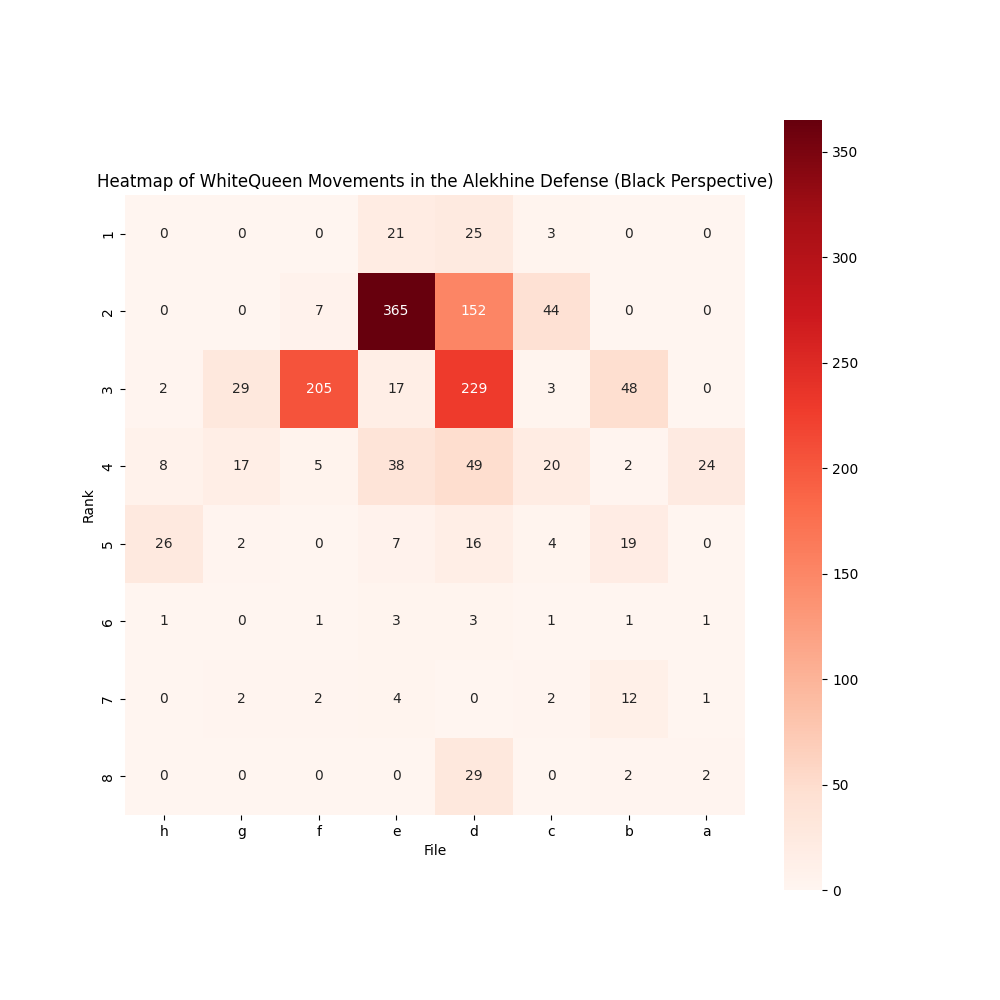 Heatmap of WhiteQueen Movements in the Alekhine Defense (Black Perspective)
1 0 0 0 21 25 3 0 0
2 0 0 7 365 152 44 0 0
3 2 29 205 17 229 3 48 0
4 8 17 5 38 49 20 2 24
5 26 2 0 7 16 4 19 0
6 1 0 1 3 3 1 1 1
7 0 2 2 4 0 2 12 1
8 0 0 0 0 29 0 2 2
h g f e d c b a
File
Rank
350
300
250
200
150
100
50
0